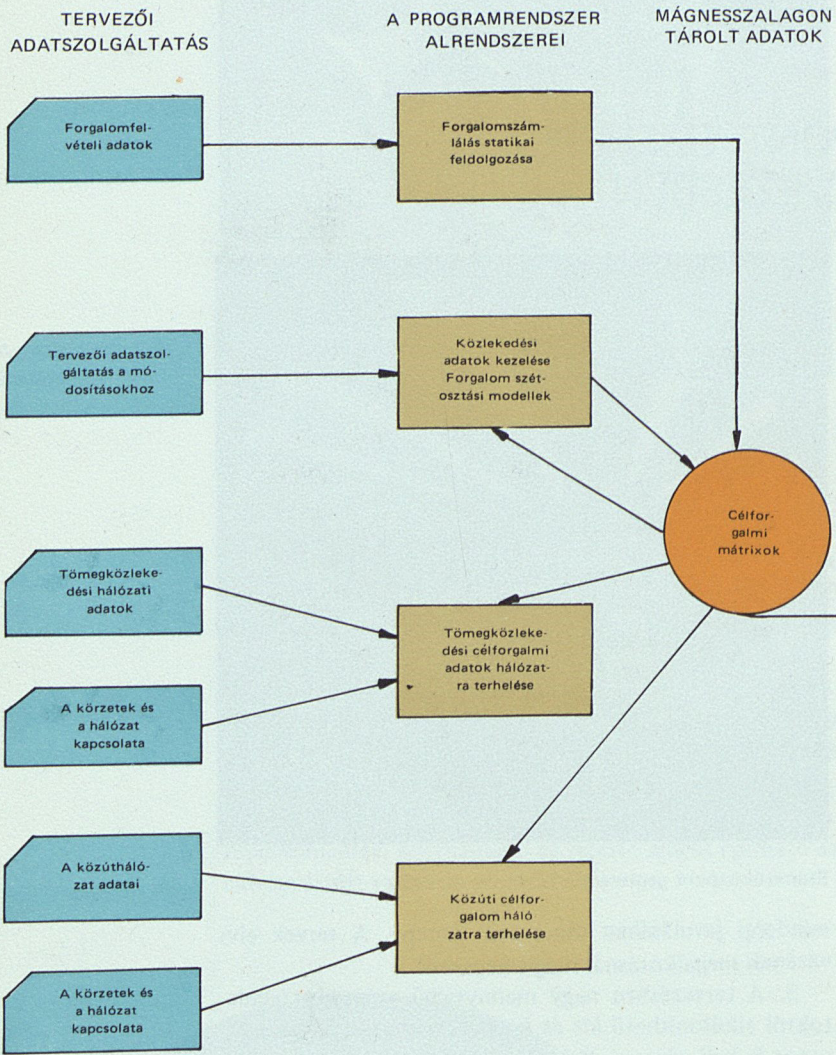 TERVEZŐI
ADATSZOLGÁLTATÁS
A PROGRAMRENDSZER
ALRENDSZEREI
MÁGNESSZALAGON
TÁROLT ADATOK
Forgalomfel-
vételi adatok
Forgalomszám-
lálás statikai
feldolgozása
Tervezői adatszol-
gáltatás a mó-
dosításokhoz
Közlekedési
adatok kezelése
Forgalom szét-
osztási modellek
Célfor-
galmi
mátrixok
Tömegközleke-
dési hálózati
adatok
Tömegközleke-
dési célforgalmi
adatok hálózat-
ra terhelése
A körzetek és
a hálózat
kapcsolata
A közútháló-
zat adatai
Közúti célfor-
galom háló
zatra terhelése
A körzetek és
a hálózat
kapcsolata